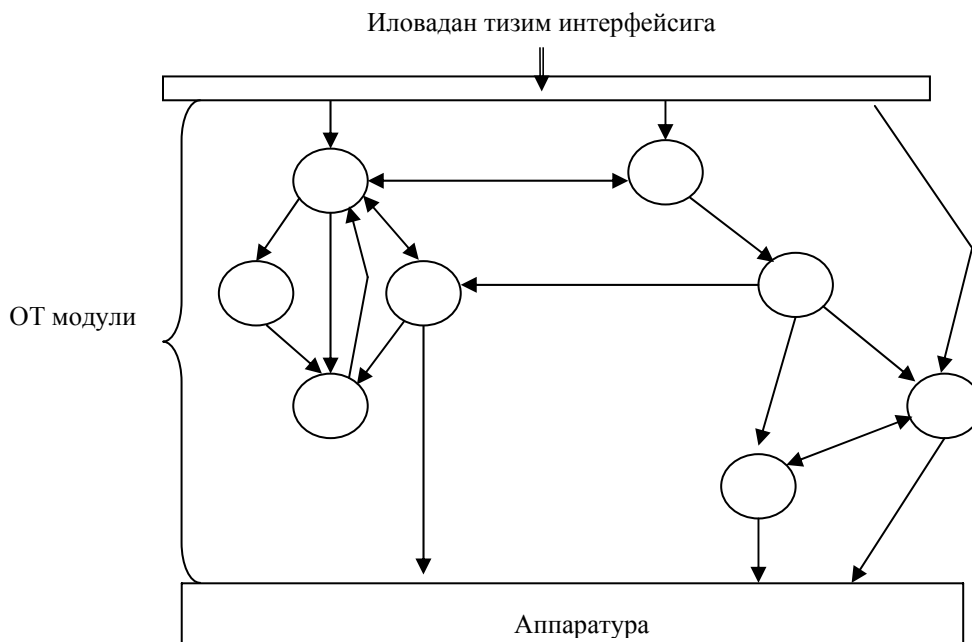 Иловадан тизим интерфейсига
ОТ модули
Аппаратура